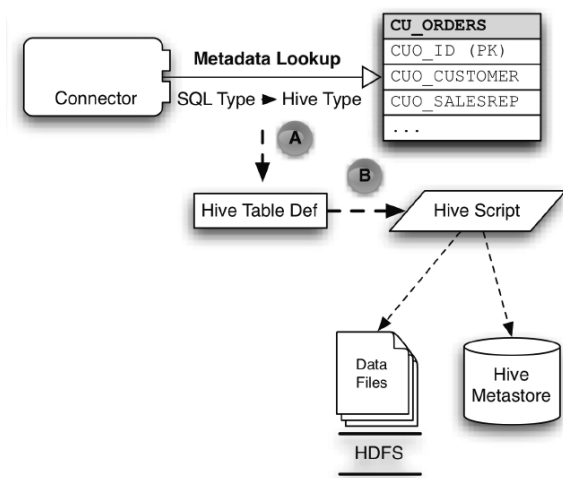 CU_ORDERS
Metadata Lookup
CUO_ID (PK)
Connector
SQL Type
Hive Type
CUO_CUSTOMER
CUO_SALESREP
...
A
B
Hive Table Def
Hive Script
Data
Files
Hive
Metastore
HDFS